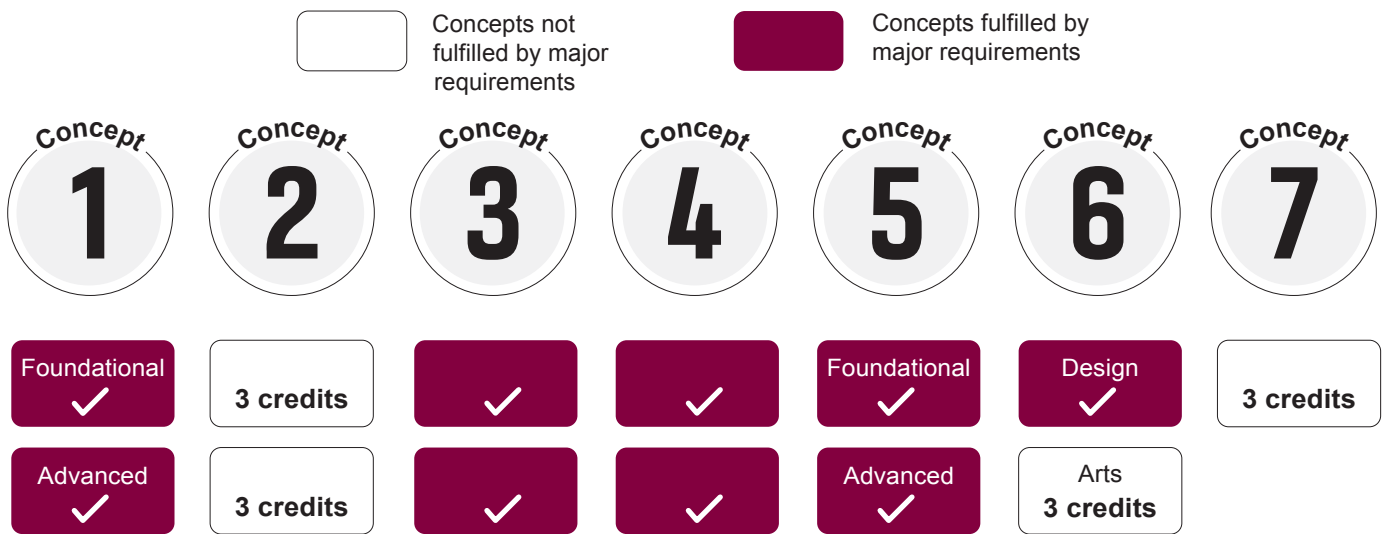 Concepts not
fulfilled by major
requirements
Concepts fulfilled by
major requirements
Concept
1
Concept
2
Concept
3
Concept
4
Concept
5
Concept
6
Concept
7
Foundational
3 credits
Foundational
Design
3 credits
Advanced
3 credits
Advanced
Arts
3 credits